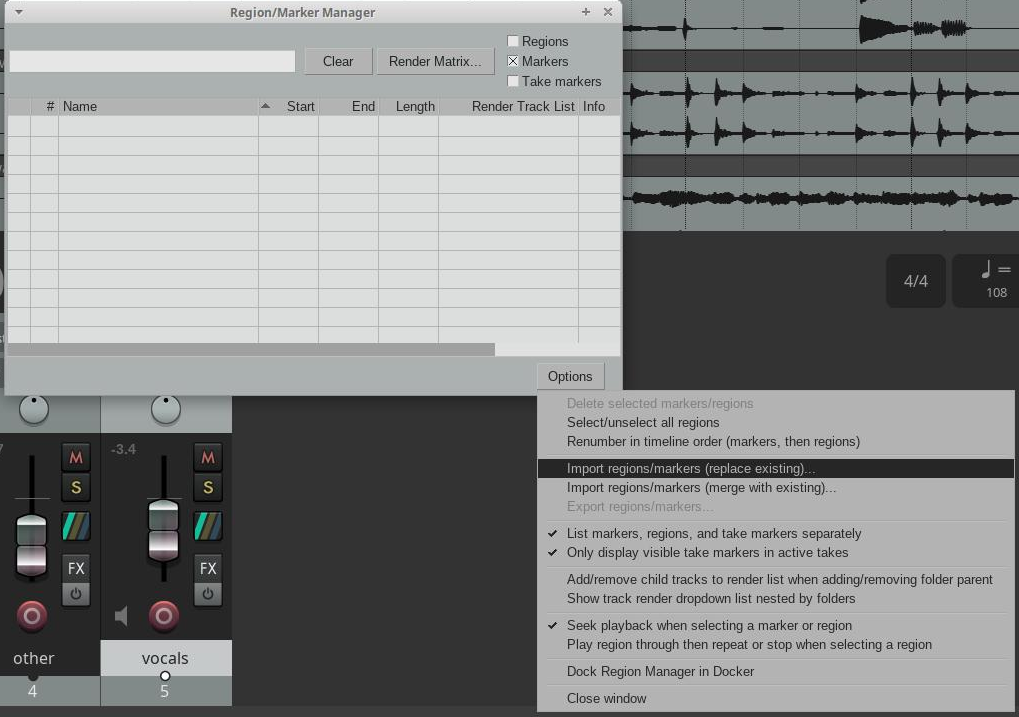 Region/Marker Manager
Regions
Clear
Render Matrix...
Markers
Take markers
# Name Start End Length Render Track List Info
4/4
=
108
Options
Delete selected markers/regions
Select/unselect all regions
Renumber in timeline order (markers, then regions)
Import regions/markers (replace existing)...
Import regions/markers (merge with existing)...
Export regions/markers...
List markers, regions, and take markers separately
Only display visible take markers in active takes
Add/remove child tracks to render list when adding/removing folder parent
Show track render dropdown list nested by folders
Seek playback when selecting a marker or region
Play region through then repeat or stop when selecting a region
Dock Region Manager in Docker
Close window
-3.4
M M
S S
FX FX
other vocals
4 5